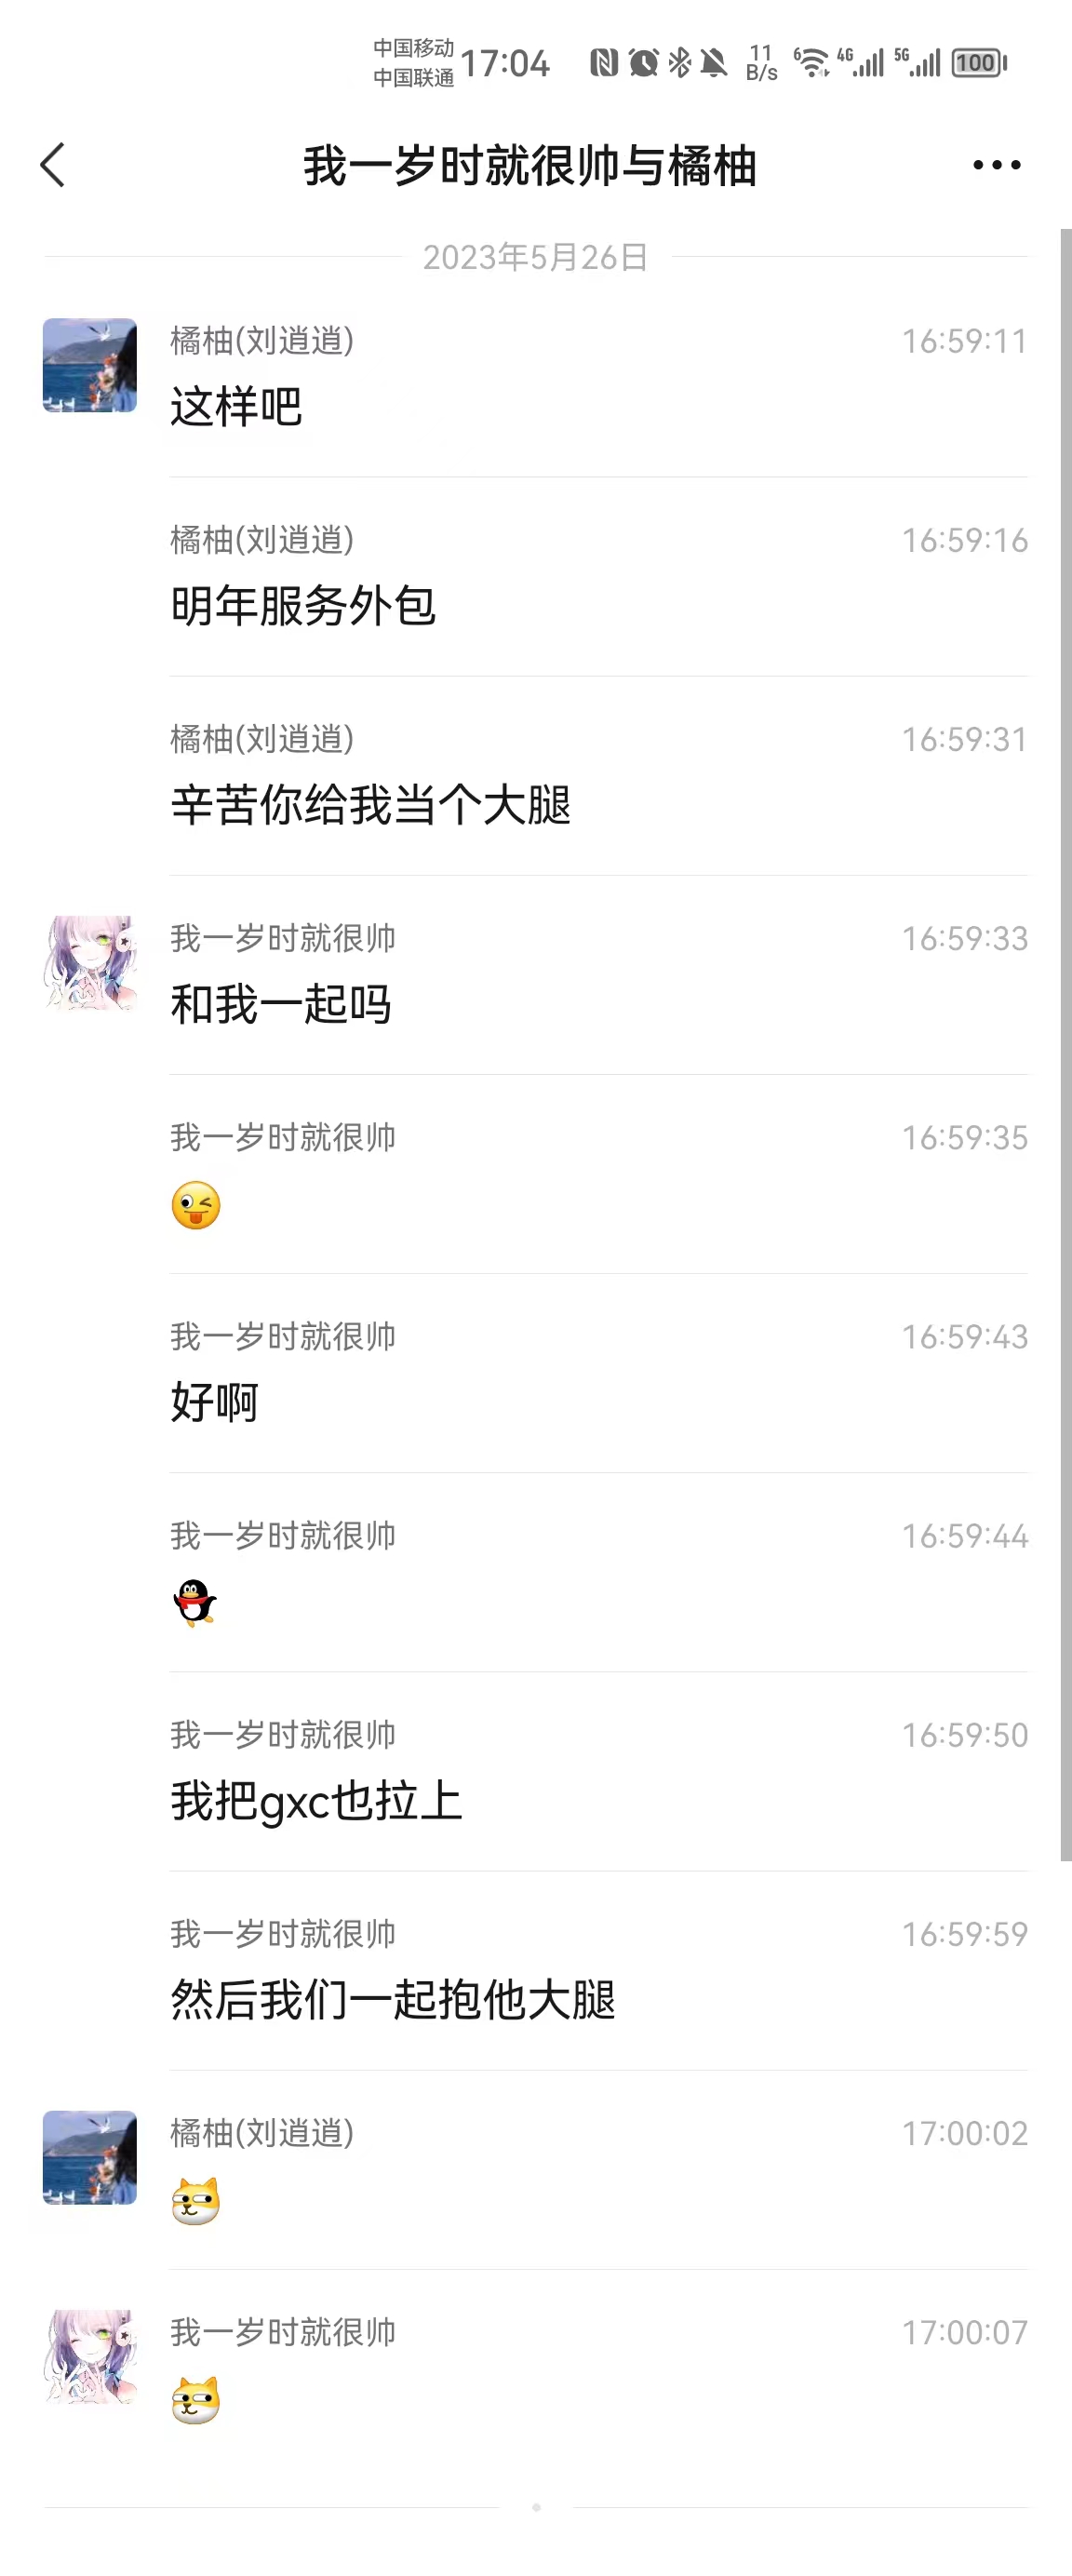 中国移动
中国联通
17:04
11
B/s
6
4G
5G
100
我一岁时就很帅与橘柚
2023年5月26日
橘柚(刘逍逍) 16:59:11
这样吧
橘柚(刘逍逍) 16:59:16
明年服务外包
橘柚(刘逍逍) 16:59:31
辛苦你给我当个大腿
我一岁时就很帅 16:59:33
和我一起吗
我一岁时就很帅 16:59:35
我一岁时就很帅 16:59:43
好啊
我一岁时就很帅 16:59:44
我一岁时就很帅 16:59:50
我把gxc也拉上
我一岁时就很帅 16:59:59
然后我们一起抱他大腿
橘柚(刘逍逍) 17:00:02
我一岁时就很帅 17:00:07